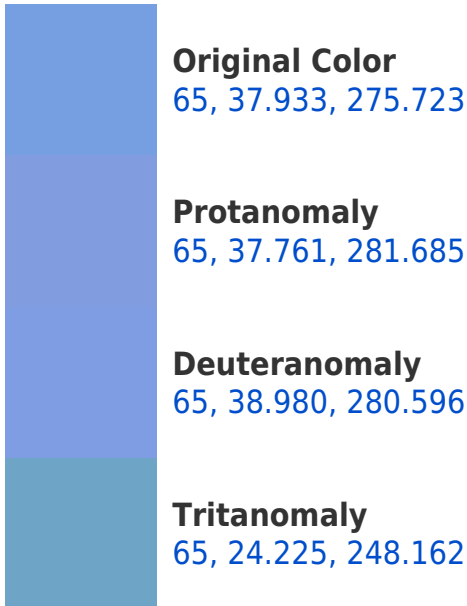 Original Color
65, 37.933, 275.723
Protanomaly
65, 37.761, 281.685
Deuteranomaly
65, 38.980, 280.596
Tritanomaly
65, 24.225, 248.162